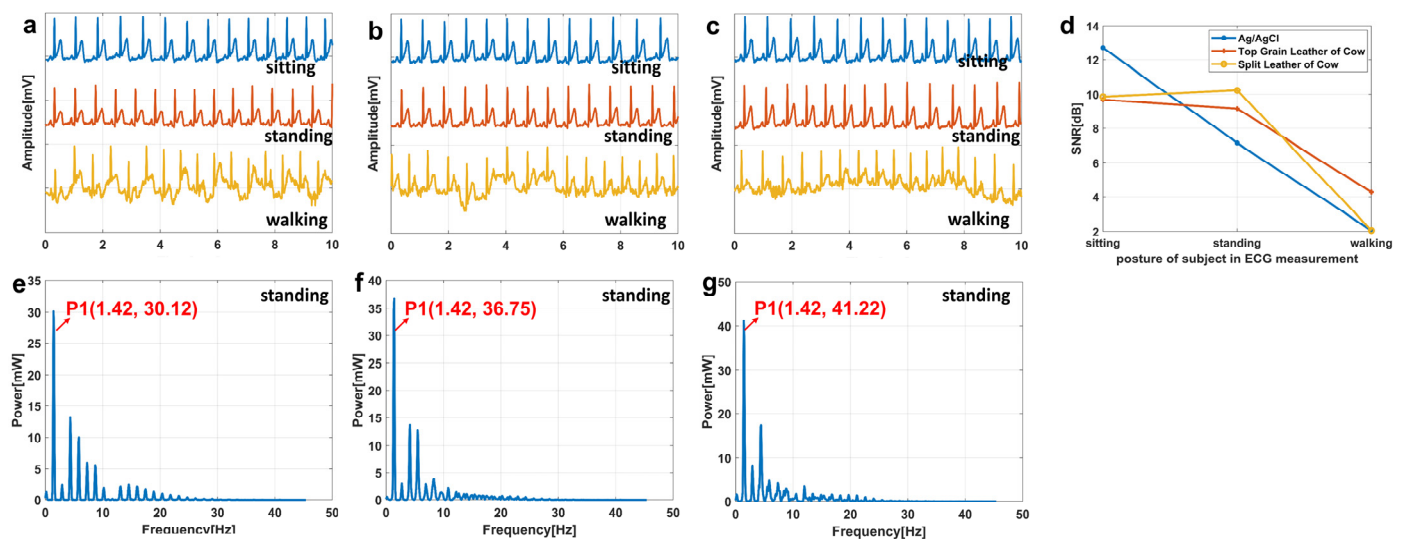 a
Amplitude[mV]
sitting
standing
walking
0 2 4 6 8 10
b
Amplitude[mV]
sitting
standing
walking
0 2 4 6 8 10
c
Amplitude[mV]
sitting
standing
walking
0 2 4 6 8 10
d
14
12
10
8
6
4
2
SNR[dB]
Ag/AgCl
Top Grain Leather of Cow
Split Leather of Cow
sitting standing walking
posture of subject in ECG measurement
e
35
30
25
20
15
10
5
0
Power[mW]
P1(1.42, 30.12)
standing
0 10 20 30 40 50
Frequency[Hz]
f
40
35
30
25
20
15
10
5
0
Power[mW]
P1(1.42, 36.75)
standing
0 10 20 30 40 50
Frequency[Hz]
g
50
40
30
20
10
0
Power[mW]
P1(1.42, 41.22)
standing
0 10 20 30 40 50
Frequency[Hz]